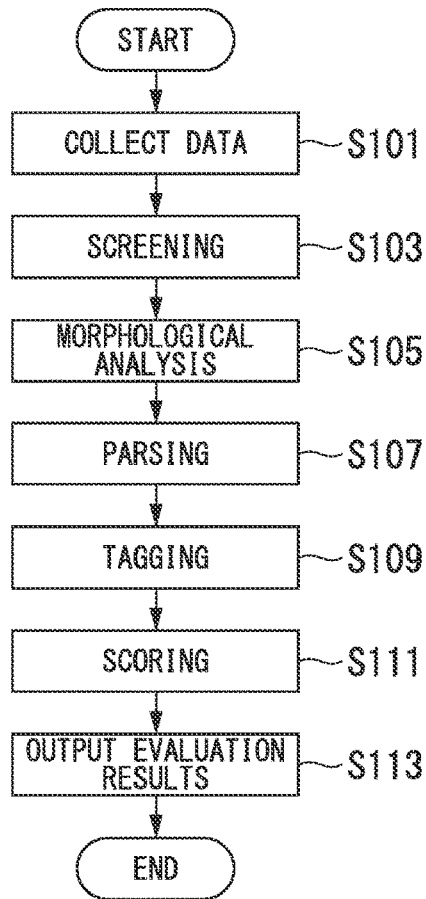 START
COLLECT DATA
S101
SCREENING
S103
MORPHOLOGICAL
ANALYSIS
S105
PARSING
S107
TAGGING
S109
SCORING
S111
OUTPUT EVALUATION
RESULTS
S113
END